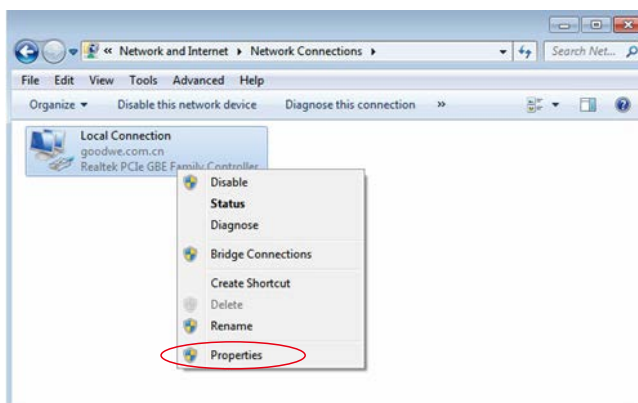 « Network and Internet ▸ Network Connections ▸
Search Net...
File Edit View Tools Advanced Help
Organize ▾ Disable this network device Diagnose this connection »
Local Connection
goodwe.com.cn
Realtek PCIe GBE Family Controller
Disable
Status
Diagnose
Bridge Connections
Create Shortcut
Delete
Rename
Properties